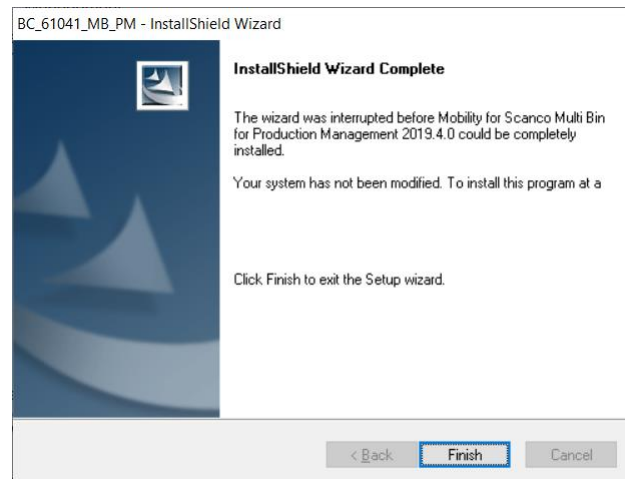 BC_61041_MB_PM - InstallShield Wizard
InstallShield Wizard Complete
The wizard was interrupted before Mobility for Scanco Multi Bin
for Production Management 2019.4.0 could be completely
installed.
Your system has not been modified. To install this program at a
Click Finish to exit the Setup wizard.
< Back
Finish
Cancel